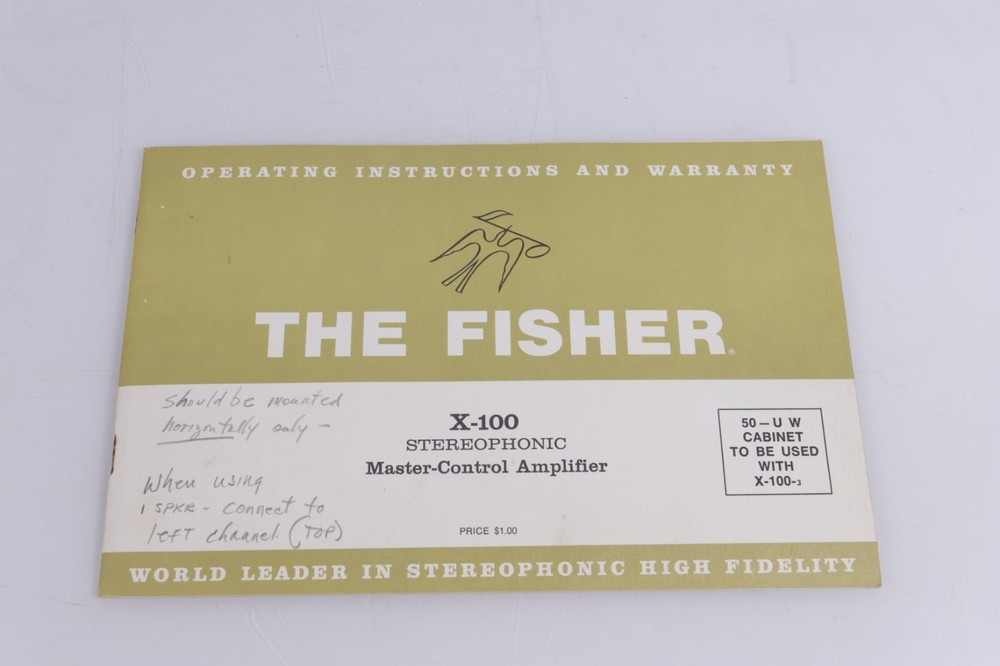 OPERATING INSTRUCTIONS AND WARRANTY
THE FISHER®
should be mounted
horizontally only –
When using
1 SPKR - connect to
left channel (TOP)
X-100
STEREOPHONIC
Master-Control Amplifier
PRICE $1.00
50 — U W
CABINET
TO BE USED
WITH
X-100-3
WORLD LEADER IN STEREOPHONIC HIGH FIDELITY